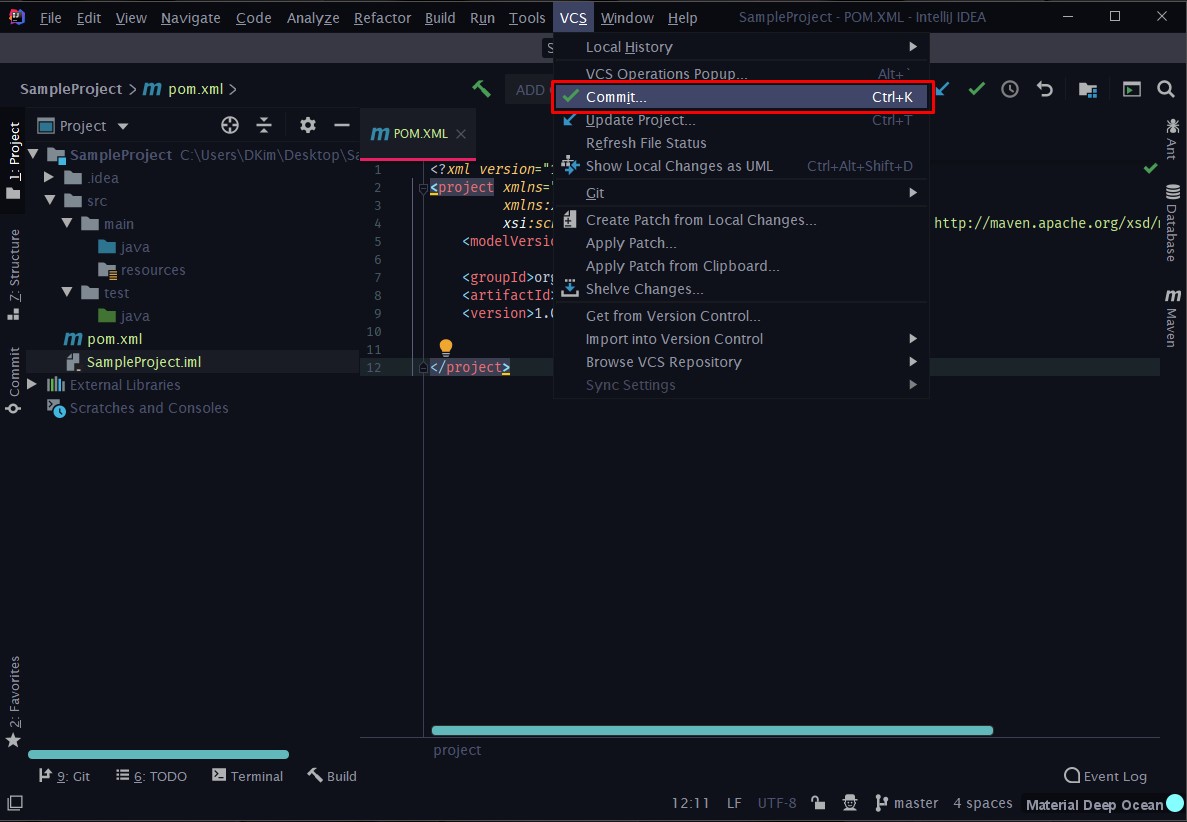 File Edit View Navigate Code Analyze Refactor Build Run Tools VCS Window Help SampleProject - POM.XML - IntelliJ IDEA
Local History
SampleProject > m pom.xml >
ADD
VCS Operations Popup... Alt+`
Commit... Ctrl+K
Update Project... Ctrl+T
Refresh File Status
Show Local Changes as UML Ctrl+Alt+Shift+D
Git
Create Patch from Local Changes...
Apply Patch...
Apply Patch from Clipboard...
Shelve Changes...
Get from Version Control...
Import into Version Control
Browse VCS Repository
Sync Settings
1: Project
7: Structure
Commit
2: Favorites
Project
SampleProject C:\Users\DKim\Desktop\Sa
.idea
src
main
java
resources
test
java
m pom.xml
SampleProject.iml
External Libraries
Scratches and Consoles
m POM.XML
1 <?xml version="1
2 <project xmlns="
3 xmlns:x
4 xsi:sch http://maven.apache.org/xsd/m
5 <modelVersio
6
7 <groupId>org
8 <artifactId>
9 <version>1.0
10
11
12 </project>
project
Ant
Database
m Maven
9: Git 6: TODO Terminal Build Event Log
12:11 LF UTF-8 master 4 spaces Material Deep Ocean